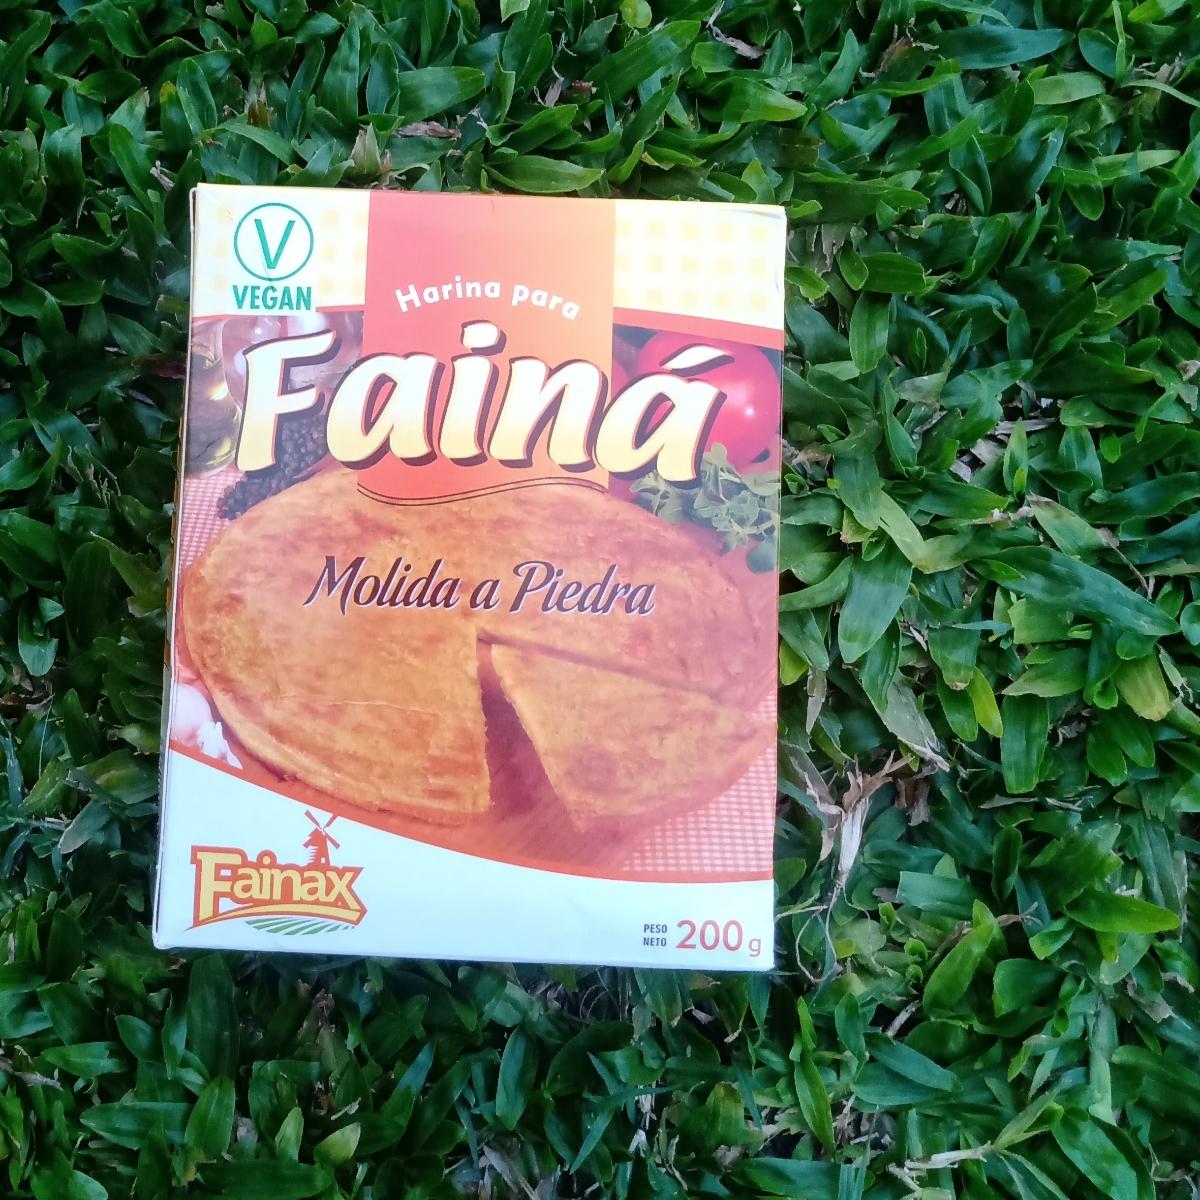 V
VEGAN
Harina para
Fainá
Molida a Piedra
Fainax
PESO
NETO
200g